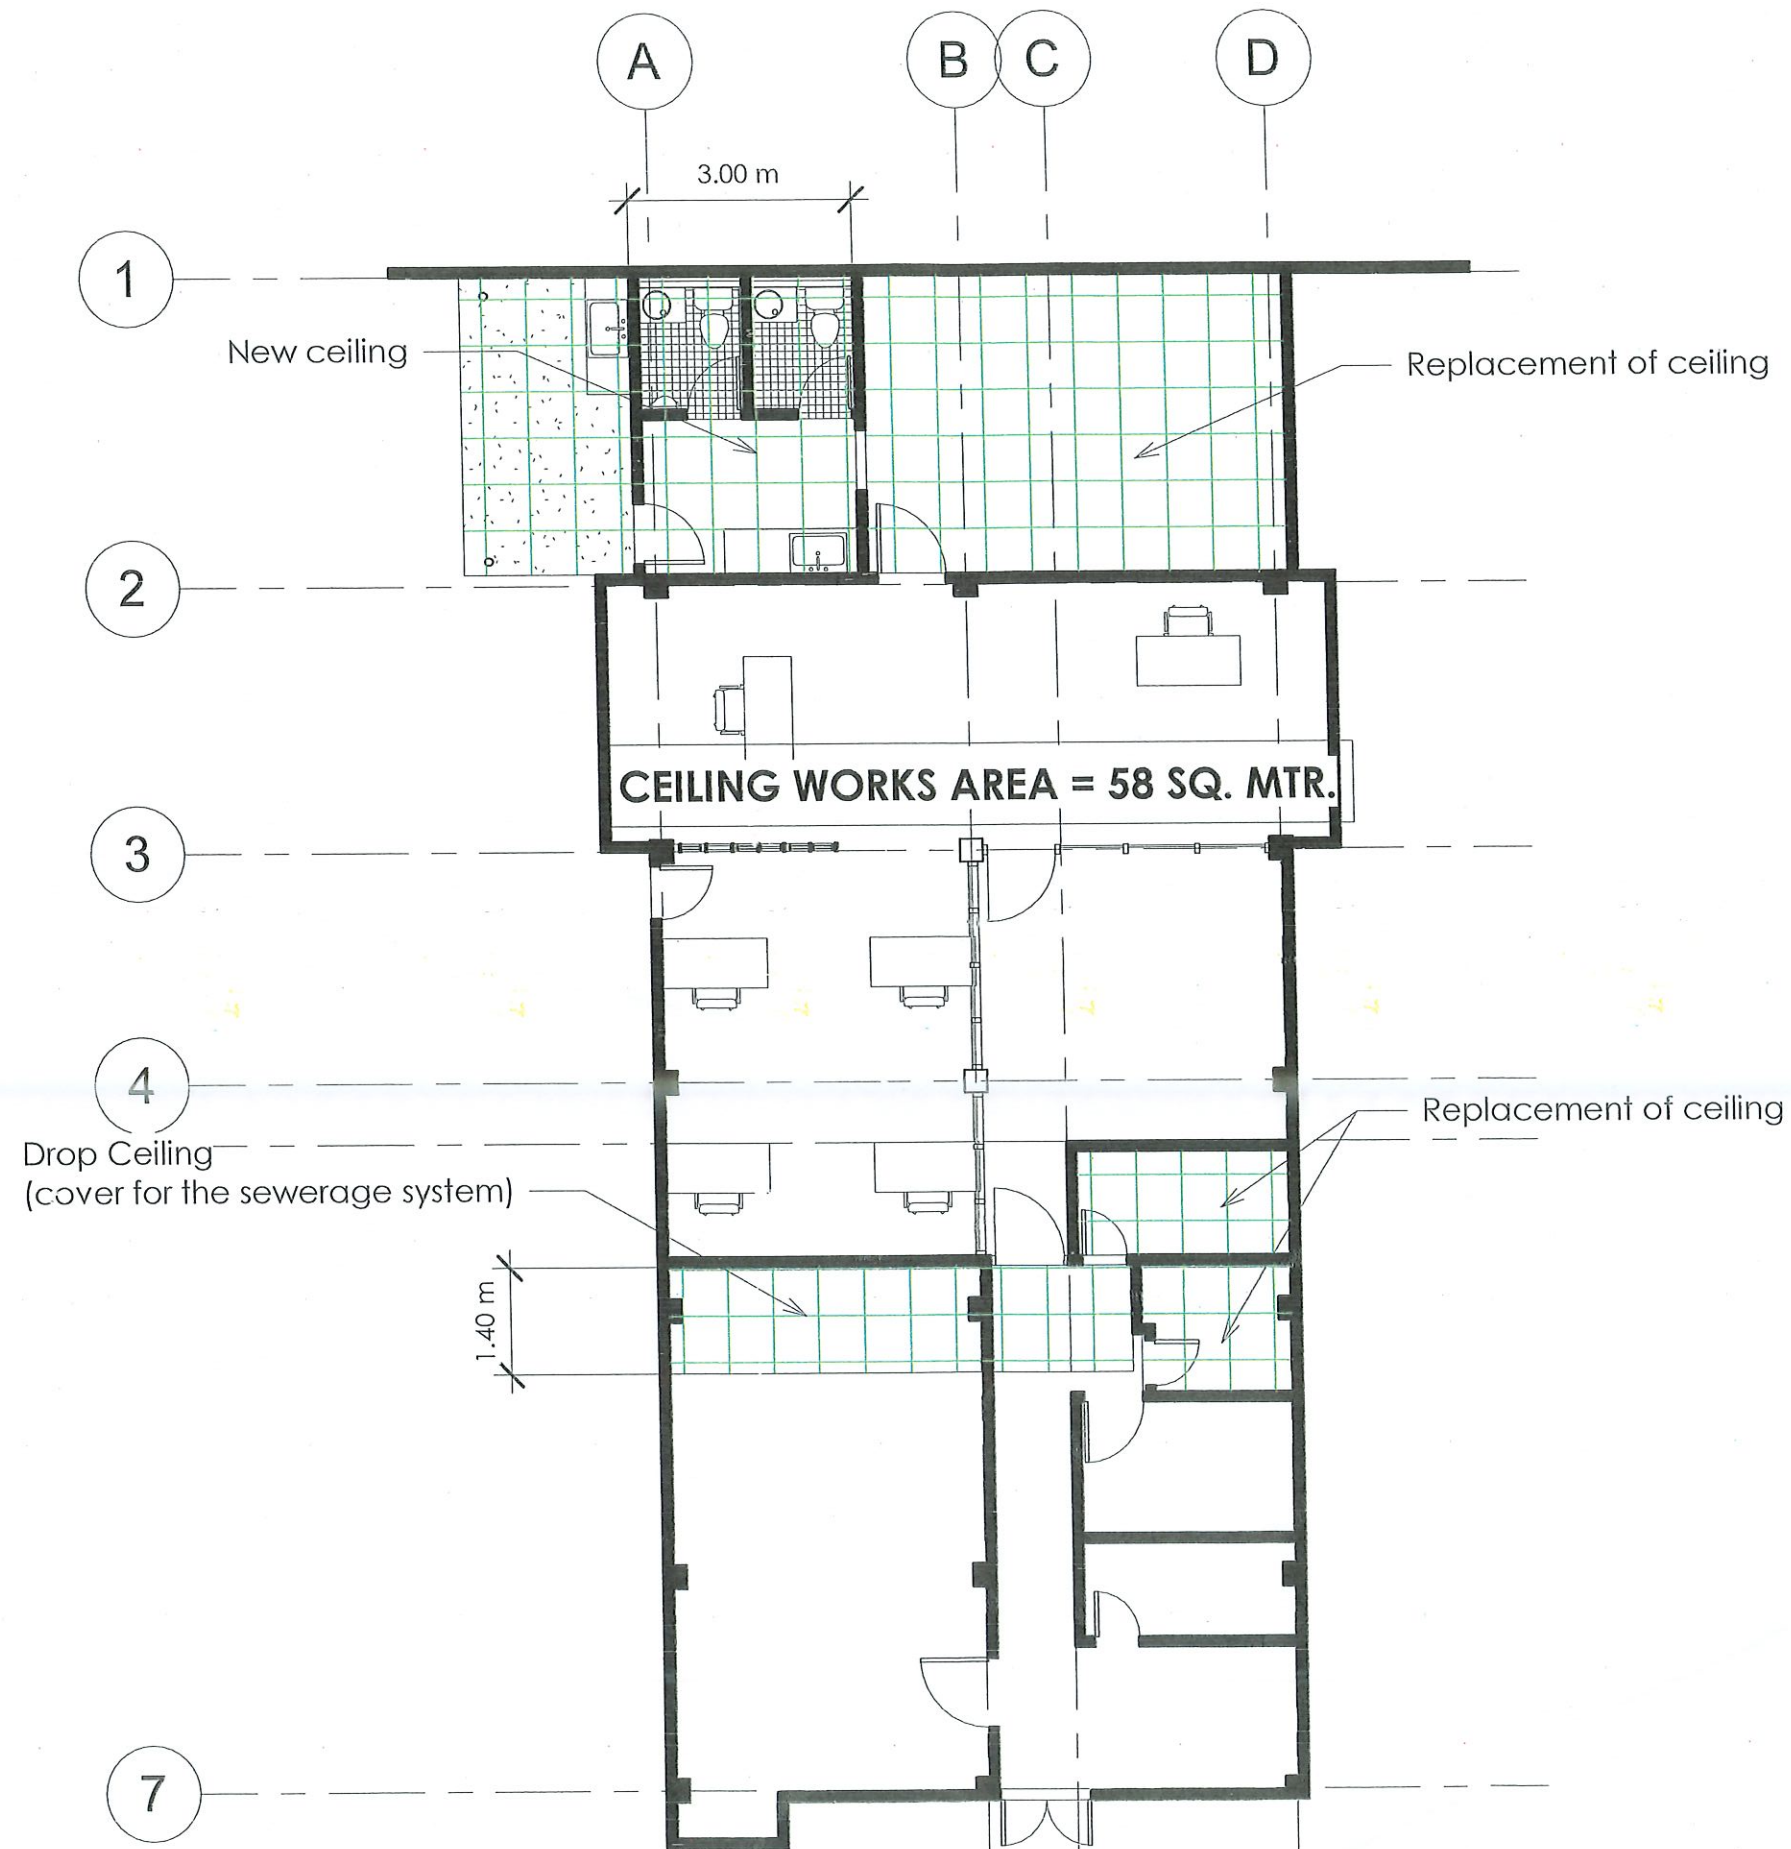 A
B
C
D
3.00 m
1
New ceiling
Replacement of ceiling
2
CEILING WORKS AREA = 58 SQ. MTR.
3
4
Replacement of ceiling
Drop Ceiling
(cover for the sewerage system)
1.40 m
7